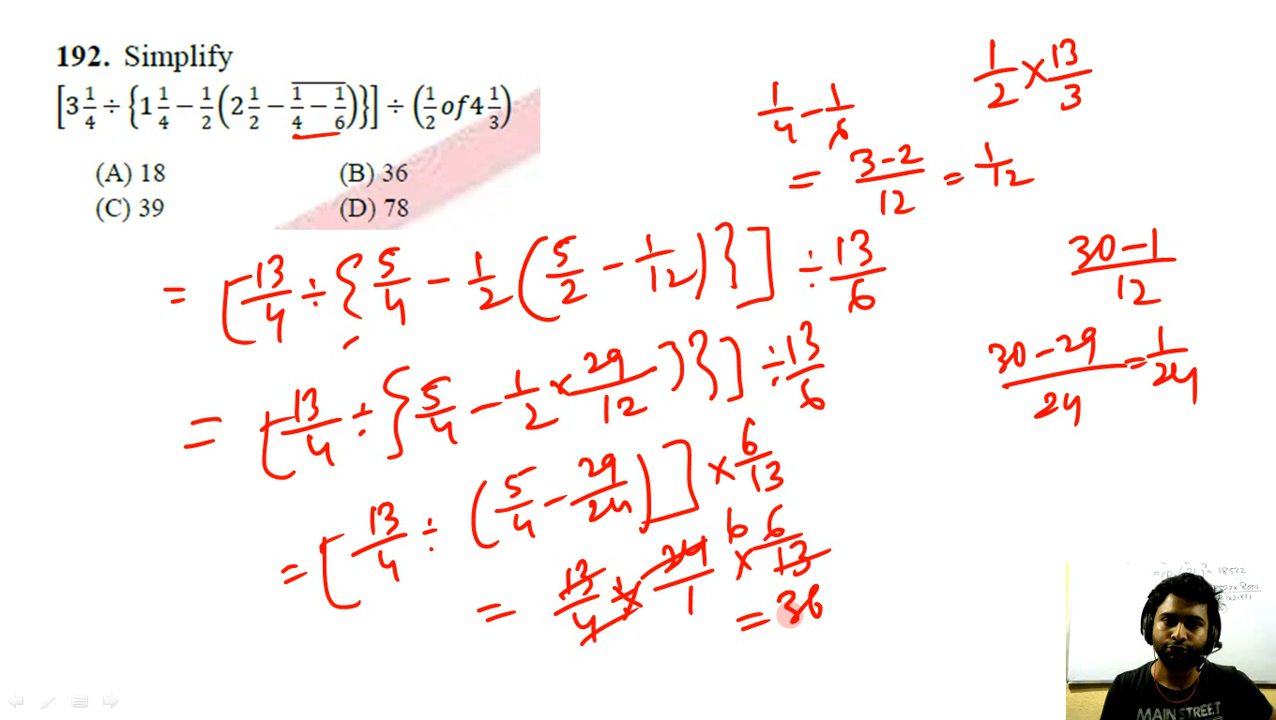 192. Simplify
[3 1/4 ÷ {1 1/4 − 1/2 (2 1/2 − 1/4 − 1/6)}] ÷ (1/2 of 4 1/3)
(A) 18 (B) 36
(C) 39 (D) 78
1/2 × 13/3
1/4 − 1/6
= 3−2/12 = 1/12
= [13/4 ÷ {5/4 − 1/2 (5/2 − 1/12)}] ÷ 13/6
30−1/12
= [13/4 ÷ {5/4 − 1/2 × 29/12)}] ÷ 13/6
30−29/24 = 1/24
= [13/4 ÷ (5/4 − 29/24)] × 6/13
= 13/4 × 24/1 × 6/13
6
= 36
MAIN STREET